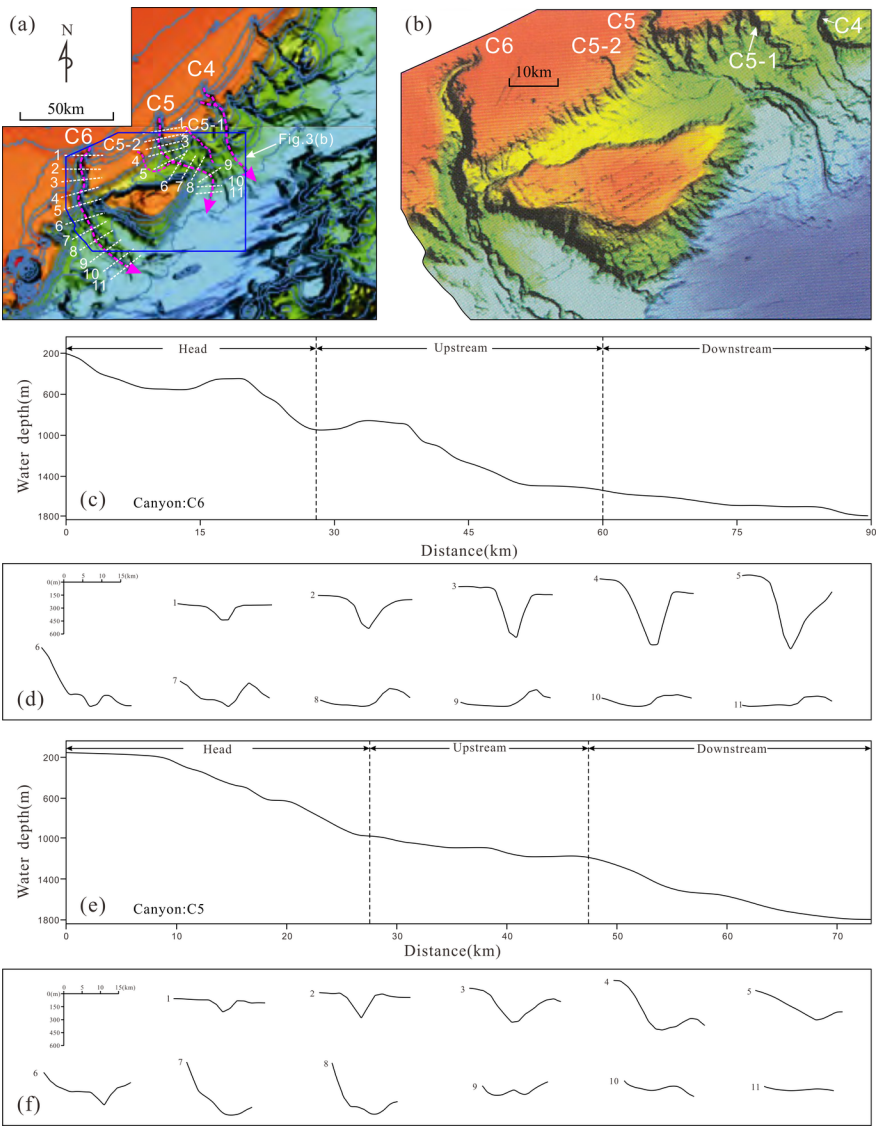 (a)
N
50km
C4
C5
C5-1
C6
C5-2
Fig.3(b)
1
2
3
4
5
6
7
8
9
10
11
1
3
4
5
6
7
8
9
10
11
(b)
C5
C6
C5-2
C4
C5-1
10km
Head
Upstream
Downstream
Water depth(m)
200
600
1000
1400
1800
(c)
Canyon:C6
0
15
30
45
60
75
90
Distance(km)
0 5 10 15(km)
0(m)
150
300
450
600
1
2
3
4
5
6
7
8
9
10
11
(d)
Head
Upstream
Downstream
Water depth(m)
200
600
1000
1400
1800
(e)
Canyon:C5
0
10
20
30
40
50
60
70
Distance(km)
0 5 10 15(km)
0(m)
150
300
450
600
1
2
3
4
5
6
7
8
9
10
11
(f)